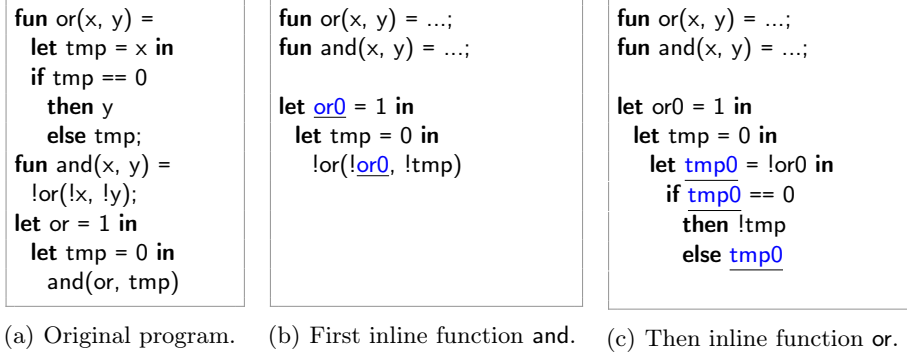 fun or(x, y) =
let tmp = x in
if tmp == 0
then y
else tmp;
fun and(x, y) =
!or(!x, !y);
let or = 1 in
let tmp = 0 in
and(or, tmp)
(a) Original program.
fun or(x, y) = ...;
fun and(x, y) = ...;
let or0 = 1 in
let tmp = 0 in
!or(!or0, !tmp)
(b) First inline function and.
fun or(x, y) = ...;
fun and(x, y) = ...;
let or0 = 1 in
let tmp = 0 in
let tmp0 = !or0 in
if tmp0 == 0
then !tmp
else tmp0
(c) Then inline function or.